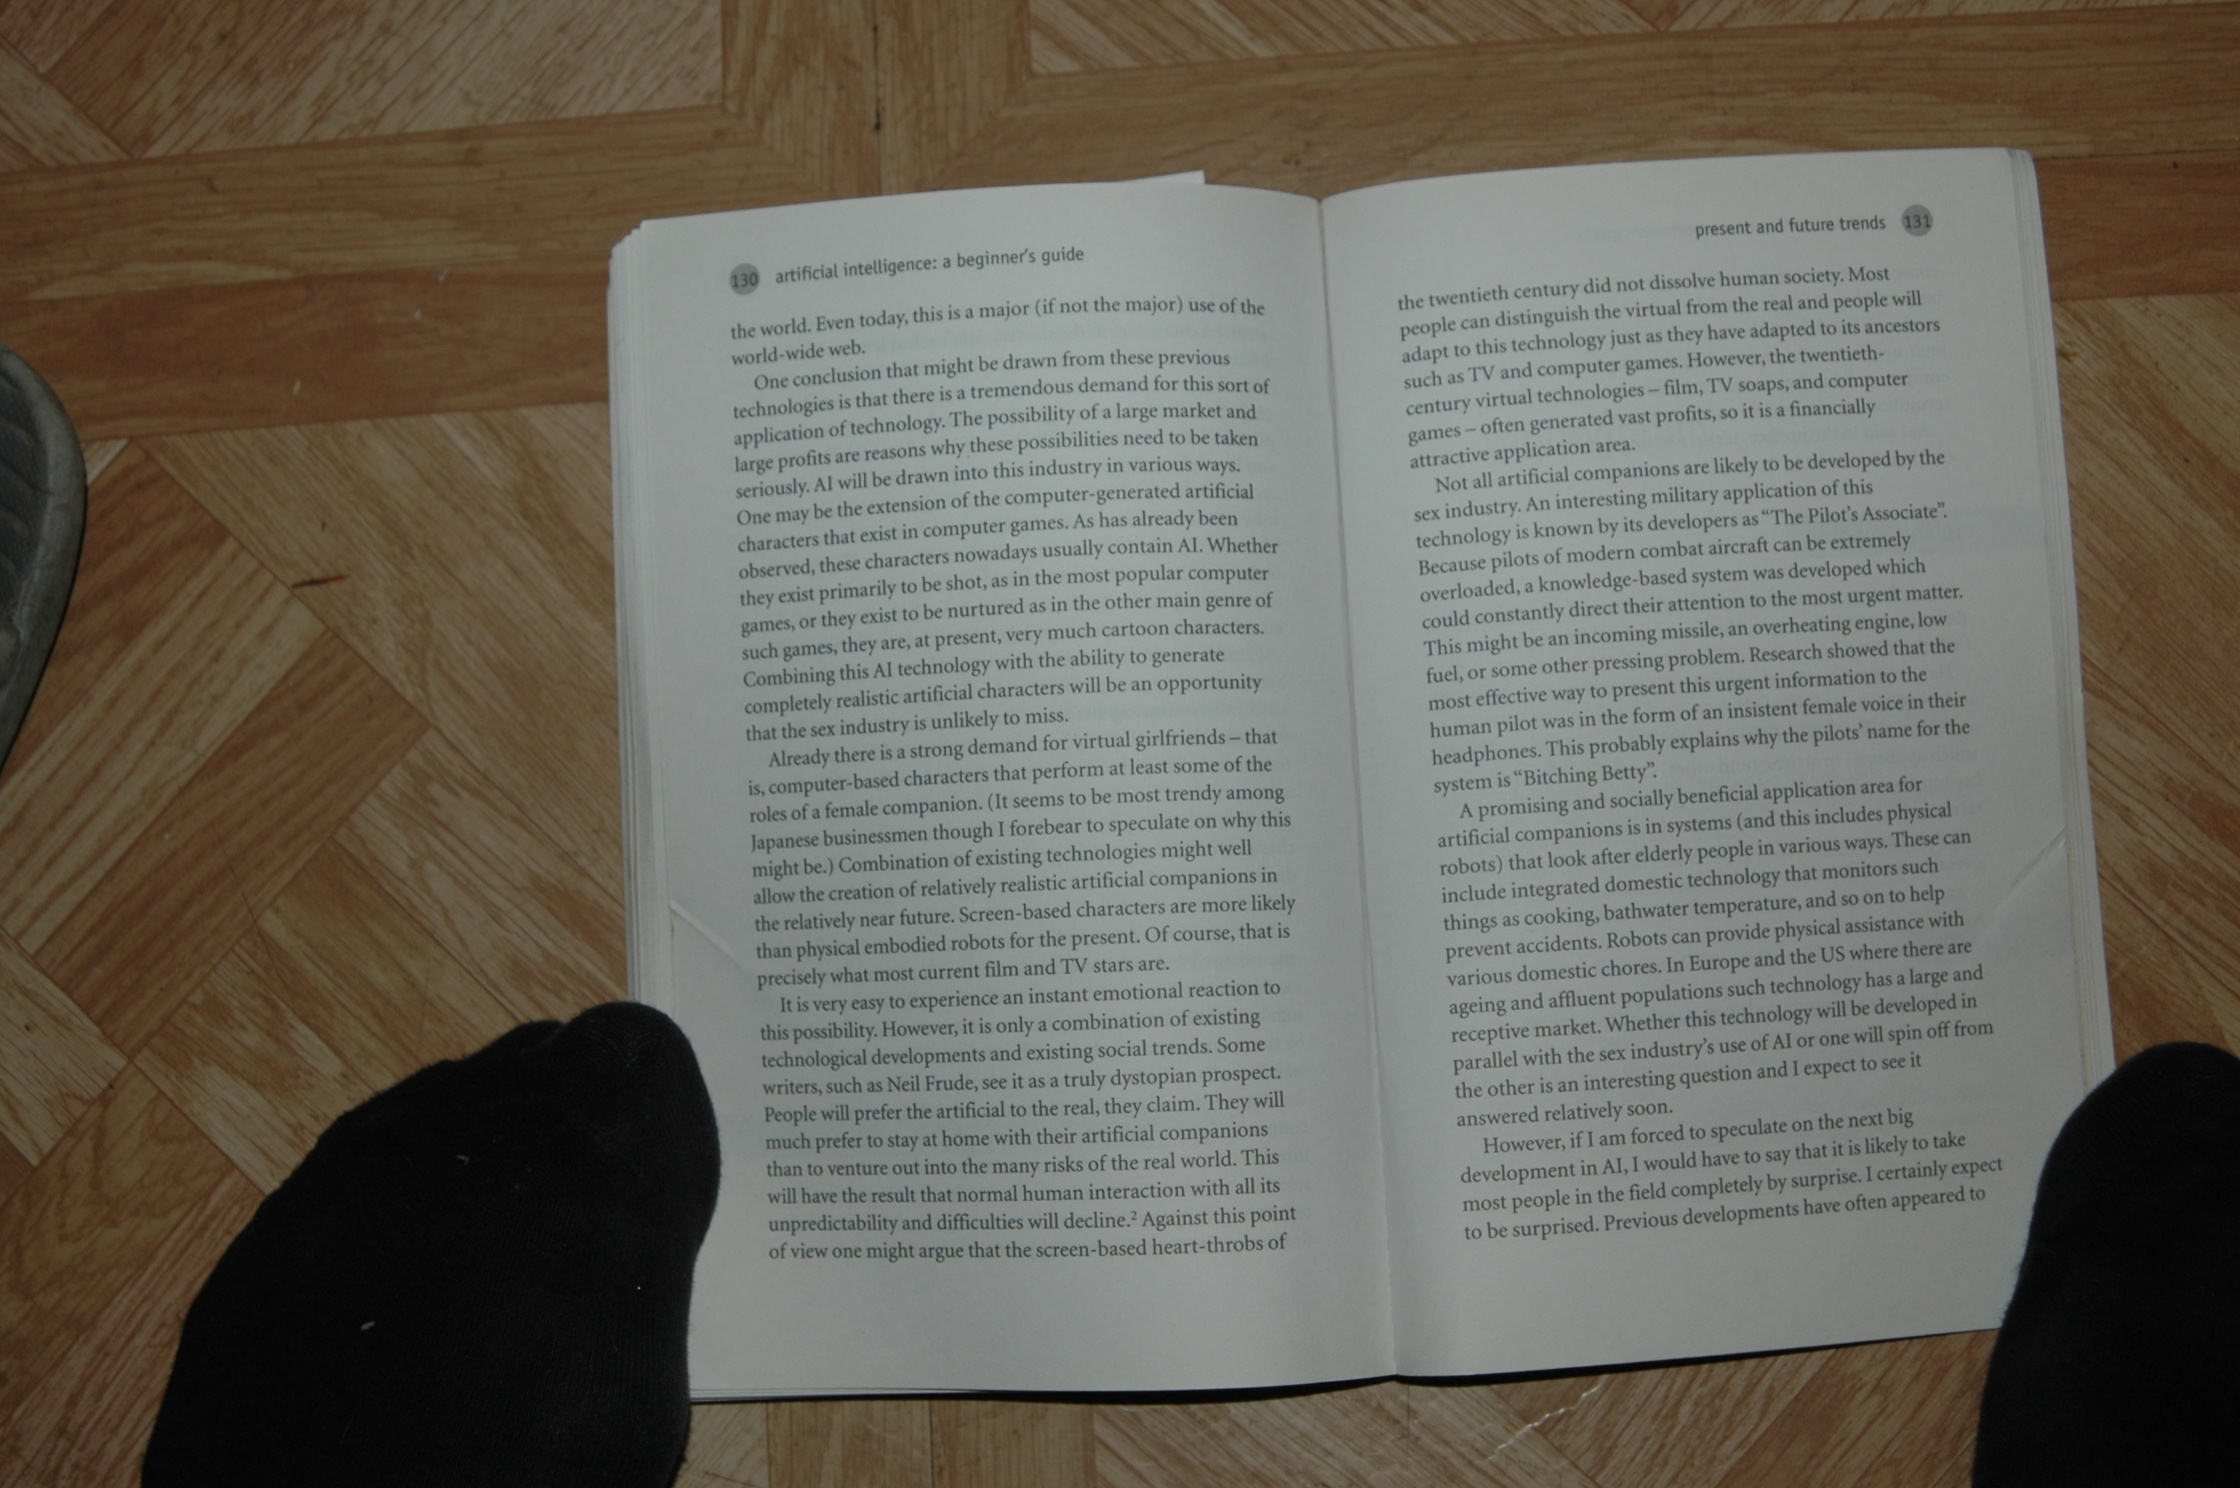 130 artificial intelligence: a beginner's guide
the world. Even today, this is a major (if not the major) use of the
world-wide web.
One conclusion that might be drawn from these previous
technologies is that there is a tremendous demand for this sort of
application of technology. The possibility of a large market and
large profits are reasons why these possibilities need to be taken
seriously. AI will be drawn into this industry in various ways.
One may be the extension of the computer-generated artificial
characters that exist in computer games. As has already been
observed, these characters nowadays usually contain AI. Whether
they exist primarily to be shot, as in the most popular computer
games, or they exist to be nurtured as in the other main genre of
such games, they are, at present, very much cartoon characters.
Combining this AI technology with the ability to generate
completely realistic artificial characters will be an opportunity
that the sex industry is unlikely to miss.
Already there is a strong demand for virtual girlfriends – that
is, computer-based characters that perform at least some of the
roles of a female companion. (It seems to be most trendy among
Japanese businessmen though I forebear to speculate on why this
might be.) Combination of existing technologies might well
allow the creation of relatively realistic artificial companions in
the relatively near future. Screen-based characters are more likely
than physical embodied robots for the present. Of course, that is
precisely what most current film and TV stars are.
It is very easy to experience an instant emotional reaction to
this possibility. However, it is only a combination of existing
technological developments and existing social trends. Some
writers, such as Neil Frude, see it as a truly dystopian prospect.
People will prefer the artificial to the real, they claim. They will
much prefer to stay at home with their artificial companions
than to venture out into the many risks of the real world. This
will have the result that normal human interaction with all its
unpredictability and difficulties will decline.² Against this point
of view one might argue that the screen-based heart-throbs of
present and future trends 131
the twentieth century did not dissolve human society. Most
people can distinguish the virtual from the real and people will
adapt to this technology just as they have adapted to its ancestors
such as TV and computer games. However, the twentieth-
century virtual technologies – film, TV soaps, and computer
games – often generated vast profits, so it is a financially
attractive application area.
Not all artificial companions are likely to be developed by the
sex industry. An interesting military application of this
technology is known by its developers as "The Pilot's Associate".
Because pilots of modern combat aircraft can be extremely
overloaded, a knowledge-based system was developed which
could constantly direct their attention to the most urgent matter.
This might be an incoming missile, an overheating engine, low
fuel, or some other pressing problem. Research showed that the
most effective way to present this urgent information to the
human pilot was in the form of an insistent female voice in their
headphones. This probably explains why the pilots' name for the
system is "Bitching Betty".
A promising and socially beneficial application area for
artificial companions is in systems (and this includes physical
robots) that look after elderly people in various ways. These can
include integrated domestic technology that monitors such
things as cooking, bathwater temperature, and so on to help
prevent accidents. Robots can provide physical assistance with
various domestic chores. In Europe and the US where there are
ageing and affluent populations such technology has a large and
receptive market. Whether this technology will be developed in
parallel with the sex industry's use of AI or one will spin off from
the other is an interesting question and I expect to see it
answered relatively soon.
However, if I am forced to speculate on the next big
development in AI, I would have to say that it is likely to take
most people in the field completely by surprise. I certainly expect
to be surprised. Previous developments have often appeared to